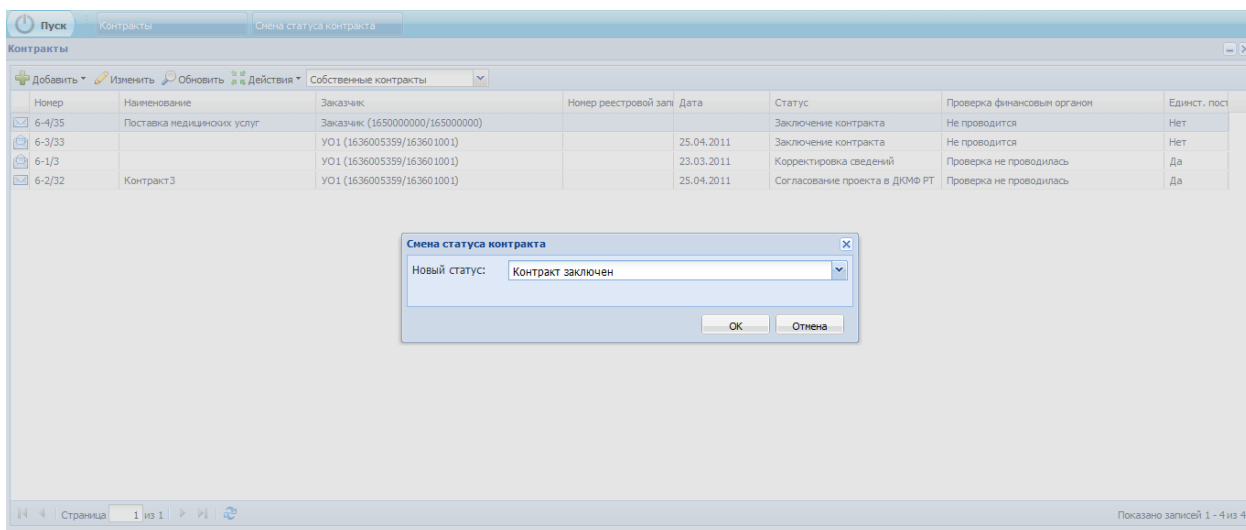 Пуск Контракты Смена статуса контракта
Контракты
Добавить Изменить Обновить Действия Собственные контракты
Номер Наименование Заказчик Номер реестровой запи Дата Статус Проверка финансовым органом Единст. пост
6-4/35 Поставка медицинских услуг Заказчик (1650000000/165000000) Заключение контракта Не проводится Нет
6-3/33 УО1 (1636005359/163601001) 25.04.2011 Заключение контракта Не проводится Нет
6-1/3 УО1 (1636005359/163601001) 23.03.2011 Корректировка сведений Проверка не проводилась Да
6-2/32 Контракт3 УО1 (1636005359/163601001) 25.04.2011 Согласование проекта в ДКМФ РТ Проверка не проводилась Да
Смена статуса контракта
Новый статус: Контракт заключен
ОК Отмена
Страница 1 из 1 Показано записей 1 - 4 из 4